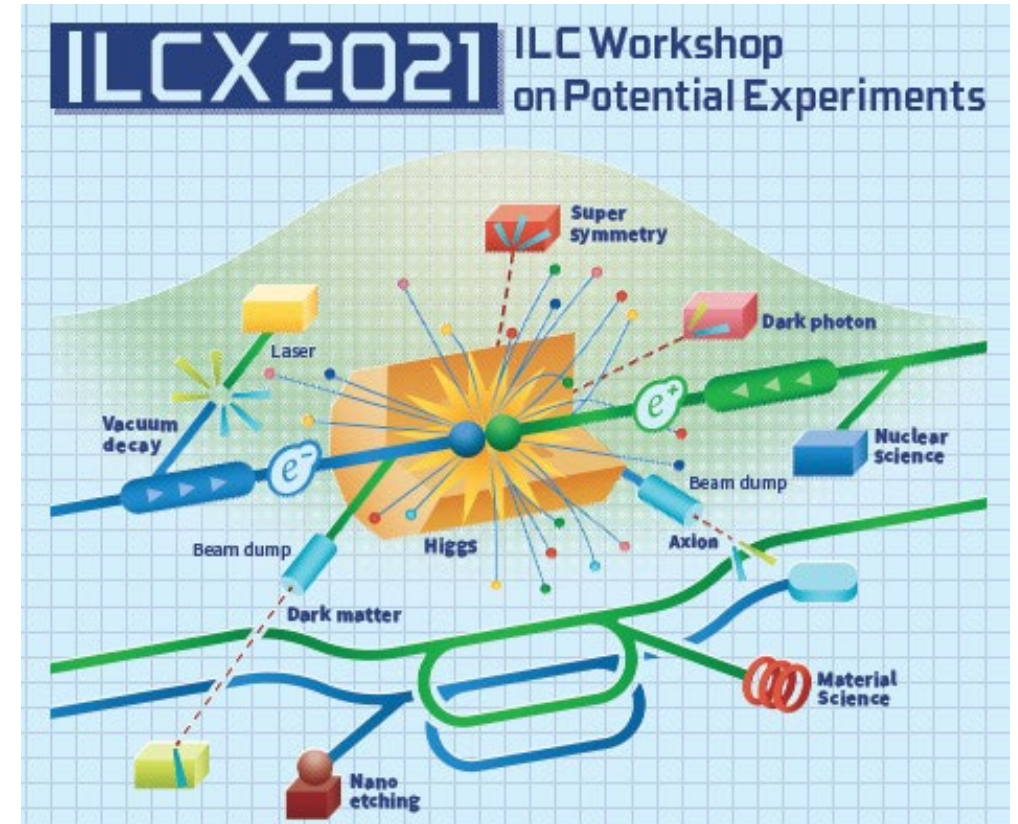 ILCX2021
ILC Workshop
on Potential Experiments
Super
symmetry
Dark photon
Laser
Vacuum
decay
e+
e-
Nuclear
Science
Beam dump
Axion
Higgs
Beam dump
Dark matter
Material
Science
Nano
etching